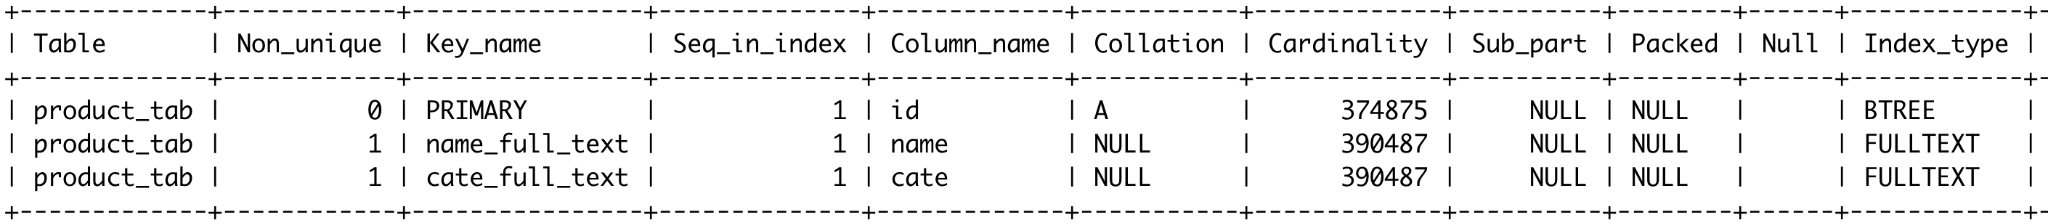 +-------------+------------+----------------+--------------+-------------+-----------+-------------+----------+--------+------+------------+-
| Table       | Non_unique | Key_name       | Seq_in_index | Column_name | Collation | Cardinality | Sub_part | Packed | Null | Index_type |
+-------------+------------+----------------+--------------+-------------+-----------+-------------+----------+--------+------+------------+-
| product_tab |          0 | PRIMARY        |            1 | id          | A         |      374875 |     NULL | NULL   |      | BTREE      |
| product_tab |          1 | name_full_text |            1 | name        | NULL      |      390487 |     NULL | NULL   |      | FULLTEXT   |
| product_tab |          1 | cate_full_text |            1 | cate        | NULL      |      390487 |     NULL | NULL   |      | FULLTEXT   |
+-------------+------------+----------------+--------------+-------------+-----------+-------------+----------+--------+------+------------+-